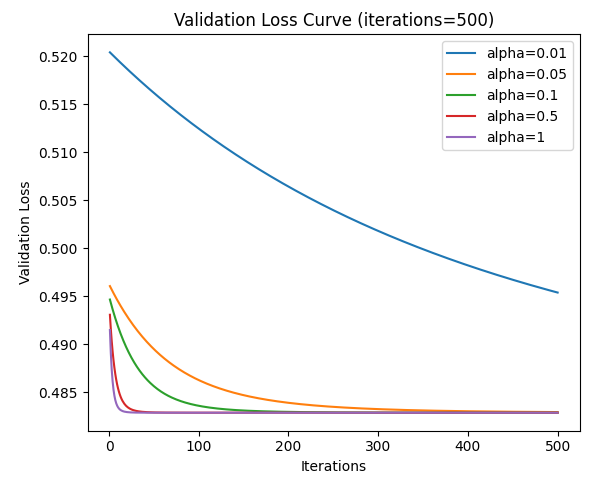 Validation Loss Curve (iterations=500)
Validation Loss
0.520
0.515
0.510
0.505
0.500
0.495
0.490
0.485
alpha=0.01
alpha=0.05
alpha=0.1
alpha=0.5
alpha=1
0 100 200 300 400 500
Iterations